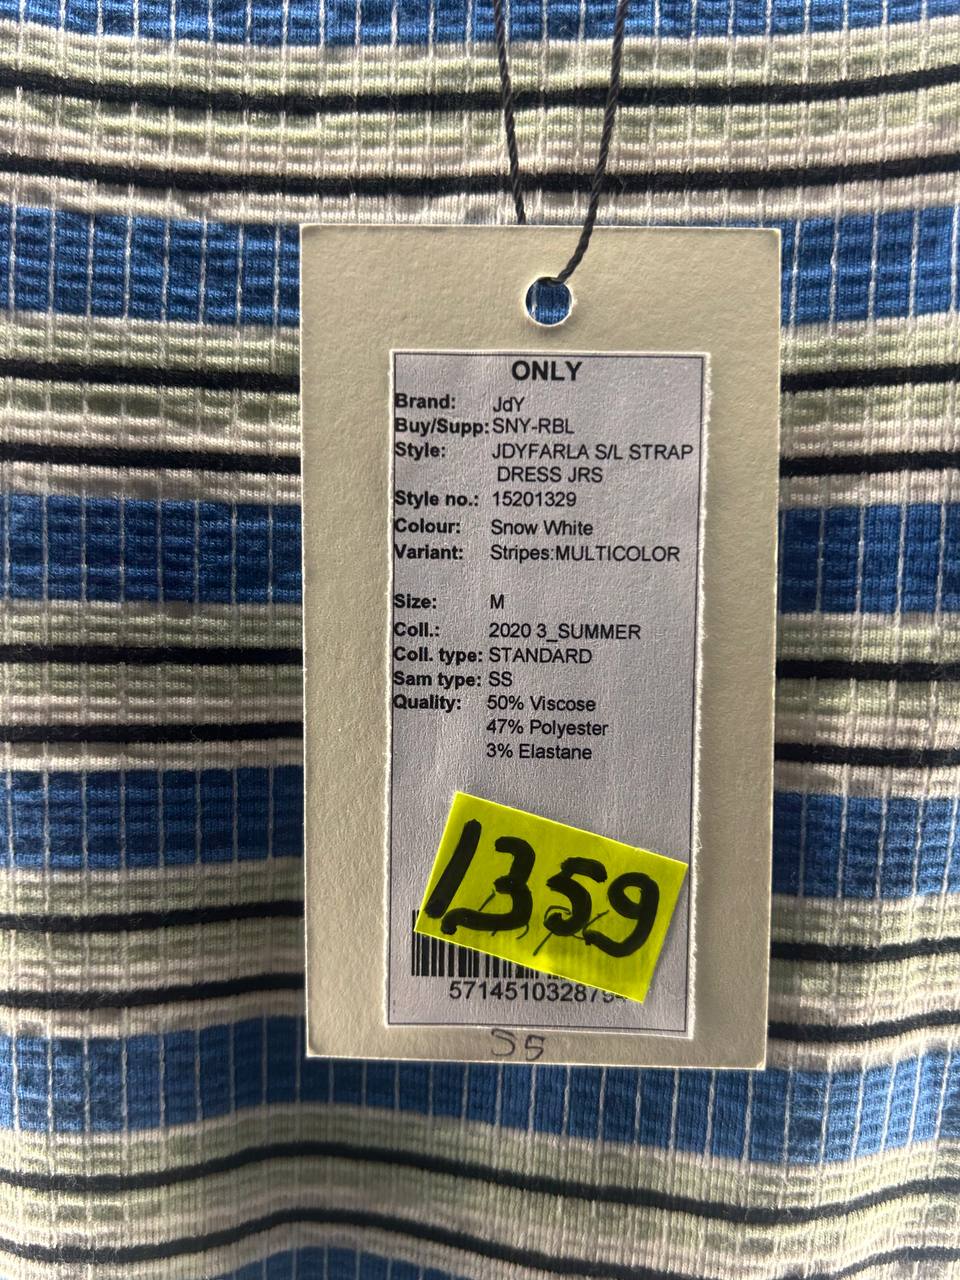 ONLY
Brand: JdY
Buy/Supp: SNY-RBL
Style: JDYFARLA S/L STRAP
DRESS JRS
Style no.: 15201329
Colour: Snow White
Variant: Stripes:MULTICOLOR
Size: M
Coll.: 2020 3_SUMMER
Coll. type: STANDARD
Sam type: SS
Quality: 50% Viscose
47% Polyester
3% Elastane
1359